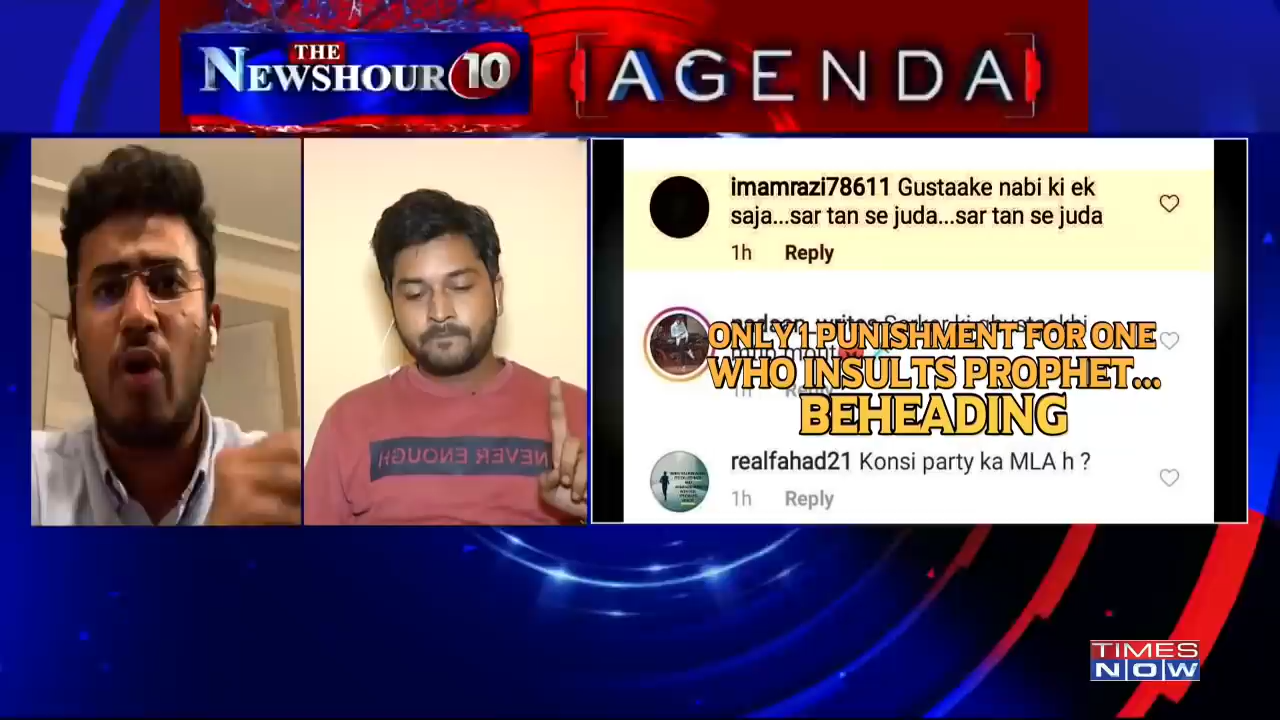 THE
NEWSHOUR 10
AGENDA
imamrazi78611 Gustaake nabi ki ek
saja...sar tan se juda...sar tan se juda
1h Reply
ONLY 1 PUNISHMENT FOR ONE
WHO INSULTS PROPHET...
BEHEADING
1h Reply
realfahad21 Konsi party ka MLA h ?
1h Reply
NEVER ENOUGH
TIMES
NOW